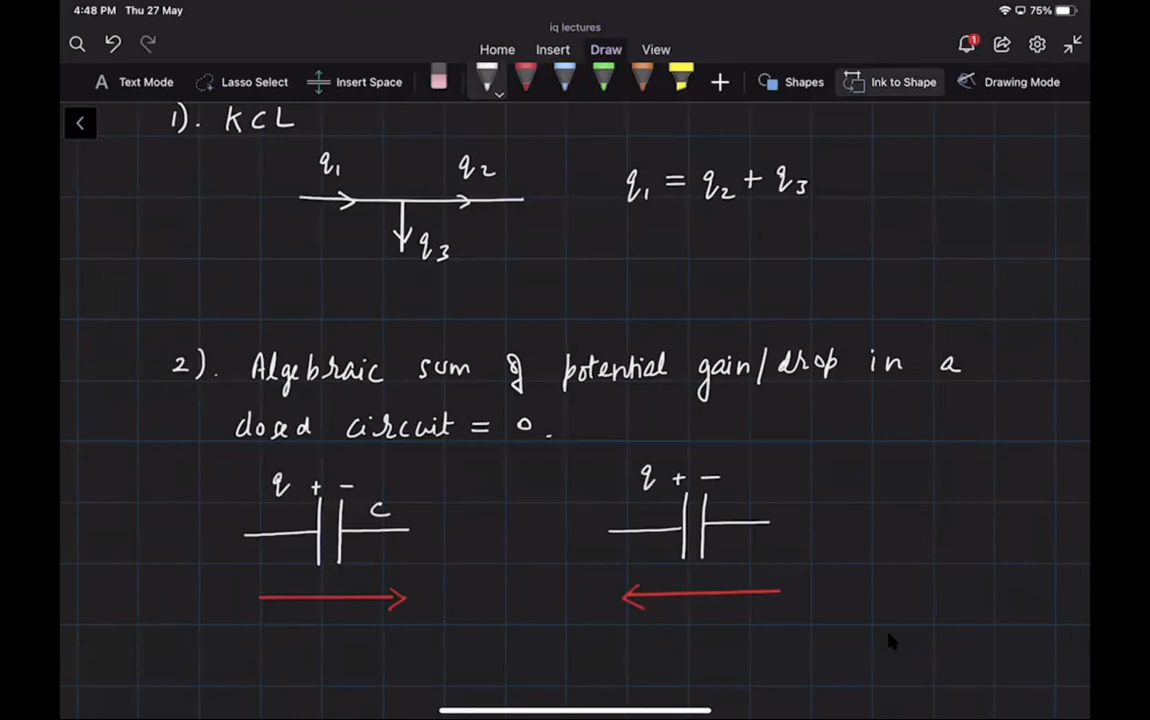 4:48 PM Thu 27 May
75%
iq lectures
Home Insert Draw View
1
A Text Mode Lasso Select Insert Space Shapes Ink to Shape Drawing Mode
1). KCL
q1 q2
q1 = q2 + q3
q3
2). Algebraic sum of potential gain/drop in a
closed circuit = 0.
q + -
C
q + -